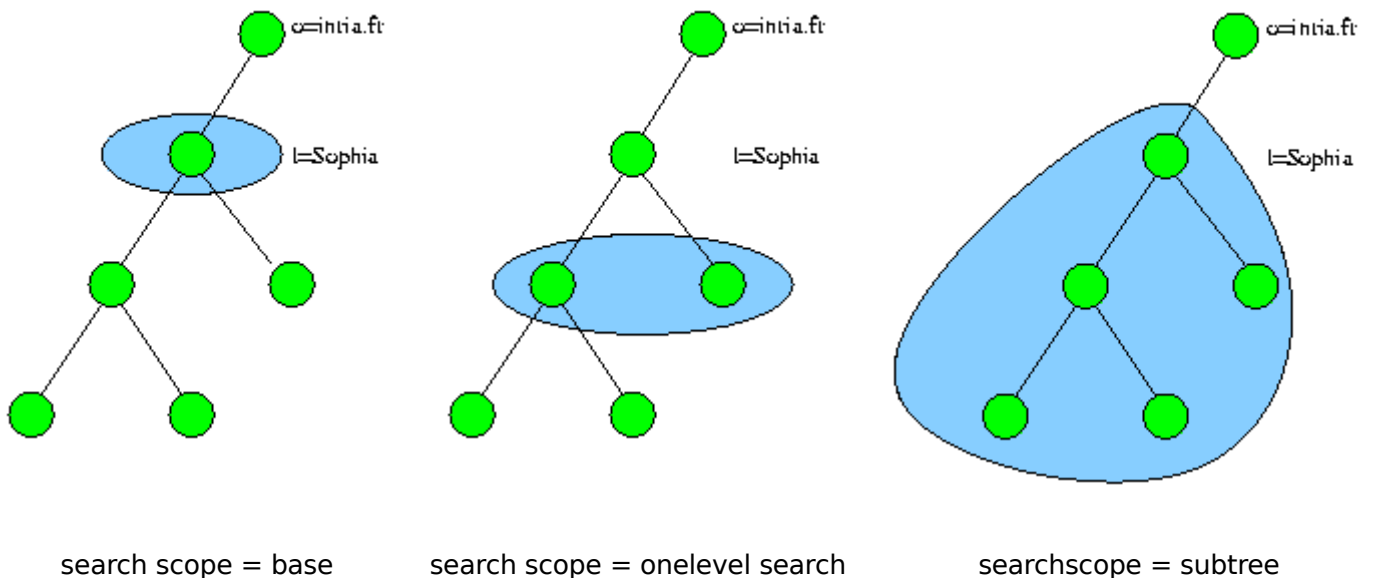 o=inria.fr
o=inria.fr
o=inria.fr
l=Sophia
l=Sophia
l=Sophia
search scope = base
search scope = onelevel search
searchscope = subtree